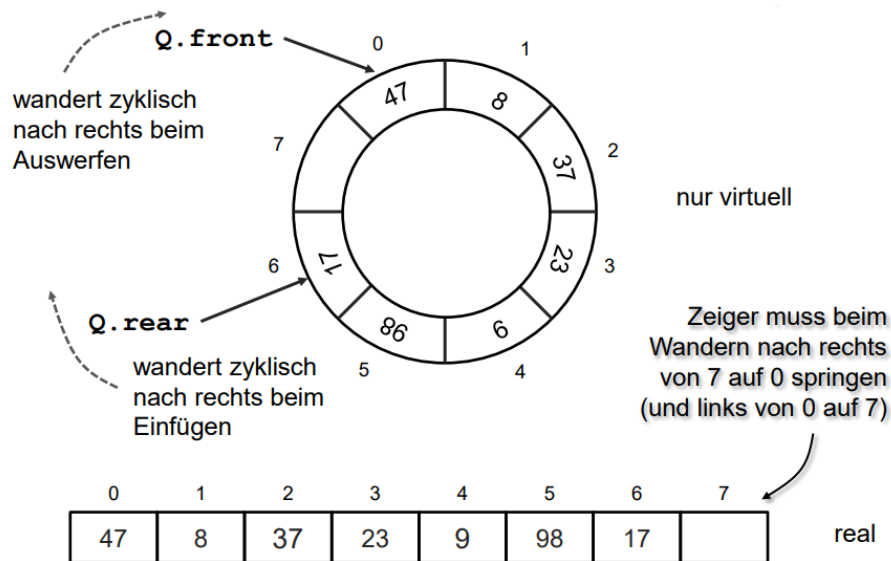 Q.front
0
1
wandert zyklisch
nach rechts beim
Auswerfen
47
8
7
2
37
nur virtuell
6
17
23
3
Q.rear
98
9
5
4
wandert zyklisch
nach rechts beim
Einfügen
Zeiger muss beim
Wandern nach rechts
von 7 auf 0 springen
(und links von 0 auf 7)
0 1 2 3 4 5 6 7
47 8 37 23 9 98 17 real